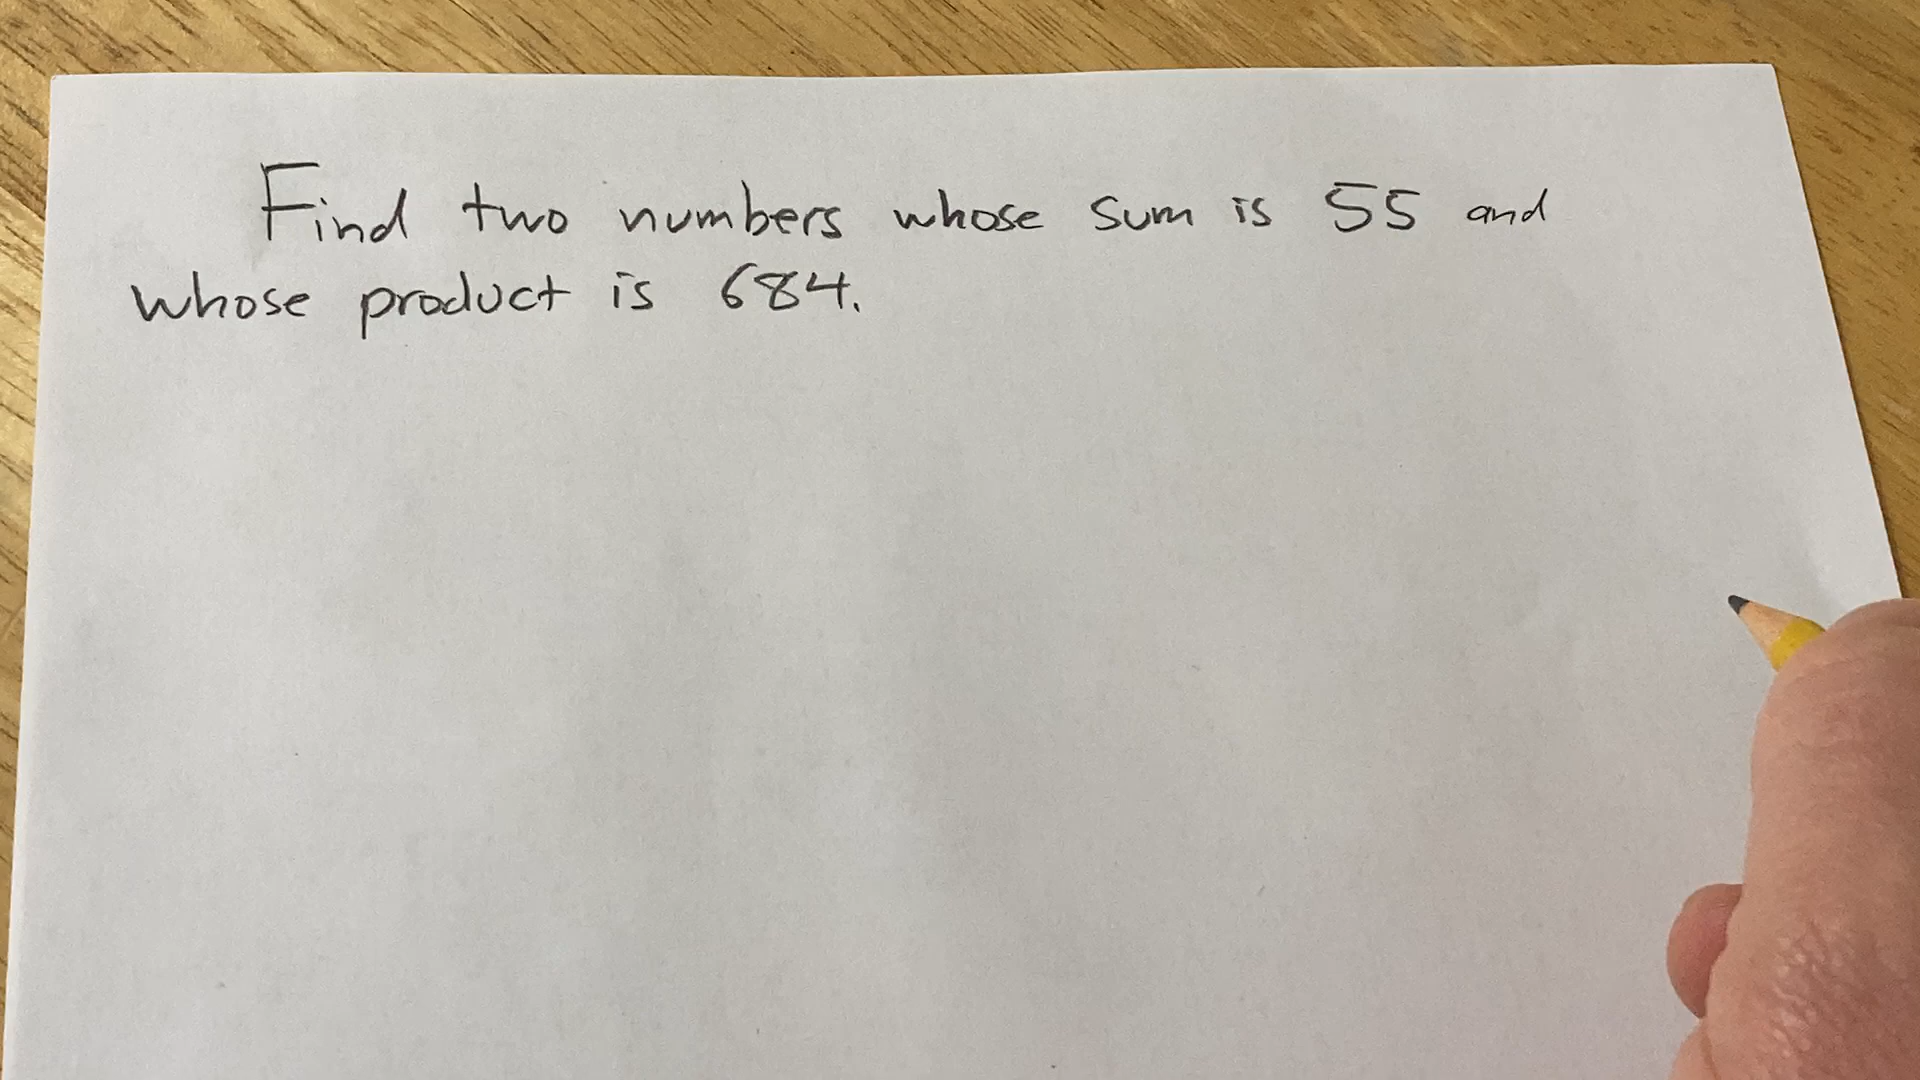 Find two numbers whose sum is 55 and
whose product is 684.